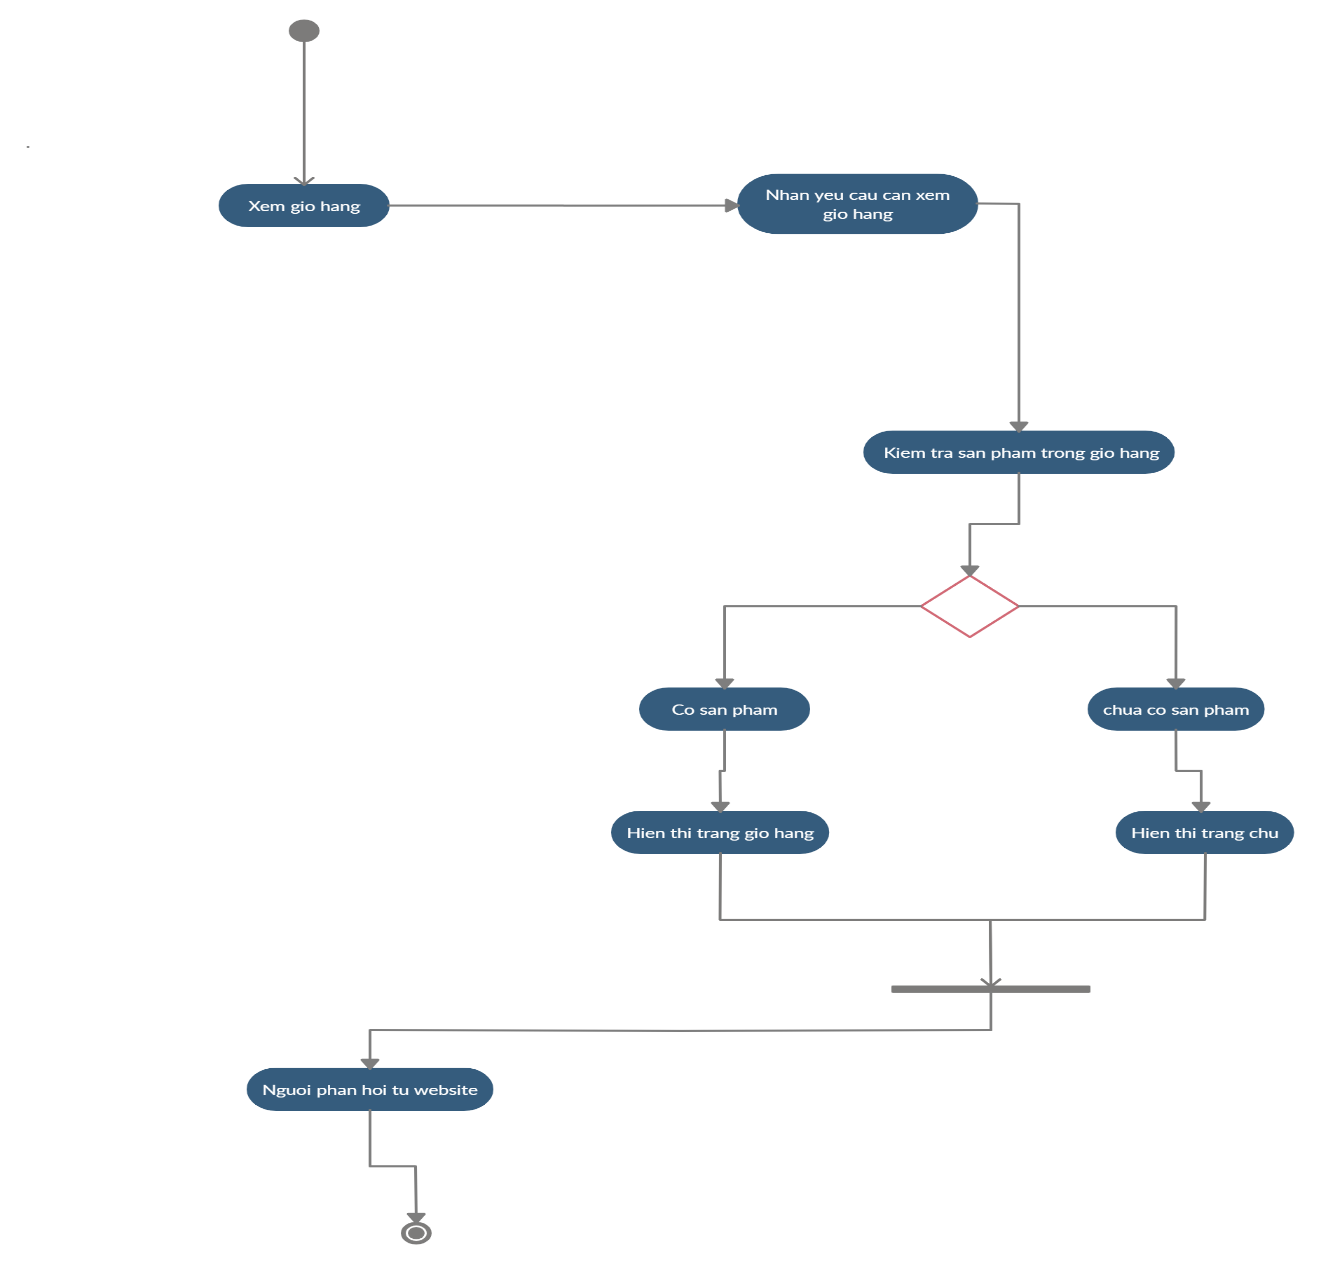 Xem gio hang
Nhan yeu cau can xem
gio hang
Kiem tra san pham trong gio hang
Co san pham
chua co san pham
Hien thi trang gio hang
Hien thi trang chu
Nguoi phan hoi tu website